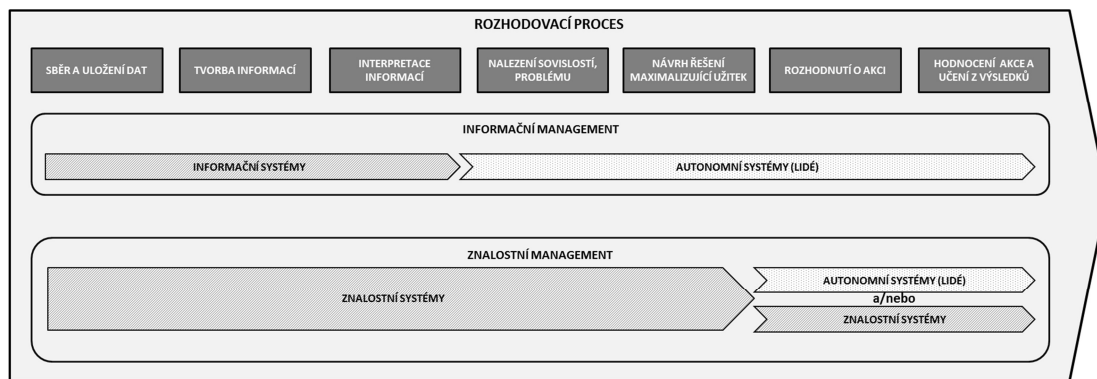 ROZHODOVACÍ PROCES
SBĚR A ULOŽENÍ DAT
TVORBA INFORMACÍ
INTERPRETACE
INFORMACÍ
NALEZENÍ SOVISLOSTÍ,
PROBLÉMU
NÁVRH ŘEŠENÍ
MAXIMALIZUJÍCÍ UŽITEK
ROZHODNUTÍ O AKCI
HODNOCENÍ AKCE A
UČENÍ Z VÝSLEDKŮ
INFORMAČNÍ MANAGEMENT
INFORMAČNÍ SYSTÉMY
AUTONOMNÍ SYSTÉMY (LIDÉ)
ZNALOSTNÍ MANAGEMENT
ZNALOSTNÍ SYSTÉMY
AUTONOMNÍ SYSTÉMY (LIDÉ)
a/nebo
ZNALOSTNÍ SYSTÉMY